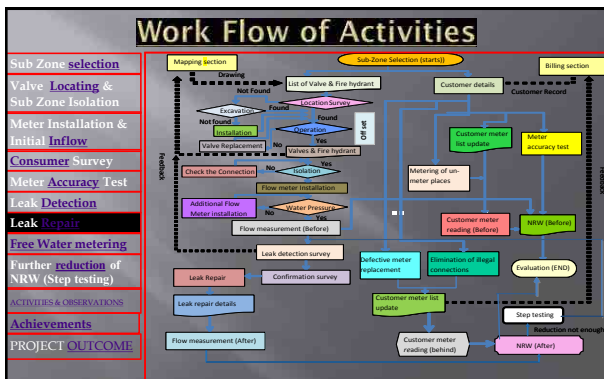 Work Flow of Activities
Sub Zone selection
Valve Locating &
Sub Zone Isolation
Meter Installation &
Initial Inflow
Consumer Survey
Meter Accuracy Test
Leak Detection
Leak Repair
Free Water metering
Further reduction of
NRW (Step testing)
ACTIVITIES & OBSERVATIONS
Achievements
PROJECT OUTCOME
Mapping section
Sub-Zone Selection (starts))
Billing section
Drawing
List of Valve & Fire hydrant
Customer details
Customer Record
Not Found
Found
Location Survey
Excavation
Not found
Found
Installation
Operation
Off set
No
Yes
Valve Replacement
Valves & Fire hydrant
Customer meter
list update
Meter
accuracy test
Feedback
Feedback
Check the Connection
No
Isolation
Yes
Metering of un-
meter places
Flow meter Installation
Additional Flow
Meter installation
No
Water Pressure
Yes
Flow measurement (Before)
Customer meter
reading (Before)
NRW (Before)
Leak detection survey
Defective meter
replacement
Elimination of illegal
connections
Evaluation (END)
Leak Repair
Confirmation survey
Leak repair details
Customer meter list
update
Step testing
Reduction not enough
Flow measurement (After)
Customer meter
reading (behind)
NRW (After)